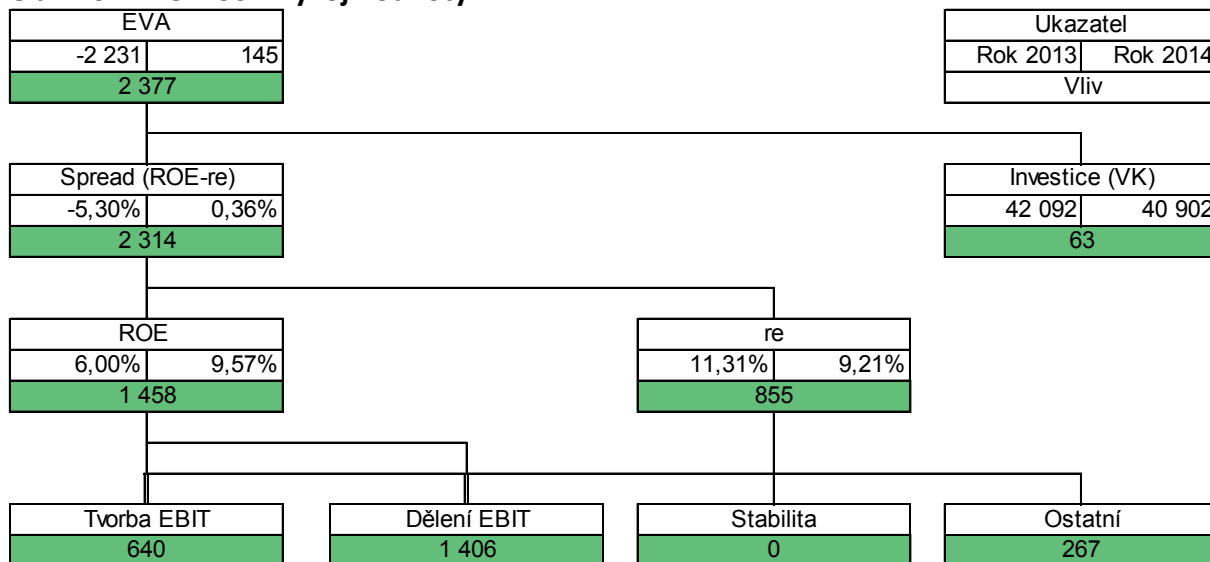 EVA
-2 231 145
2 377
Ukazatel
Rok 2013 Rok 2014
Vliv
Spread (ROE-re)
-5,30% 0,36%
2 314
Investice (VK)
42 092 40 902
63
ROE
6,00% 9,57%
1 458
re
11,31% 9,21%
855
Tvorba EBIT
640
Dělení EBIT
1 406
Stabilita
0
Ostatní
267